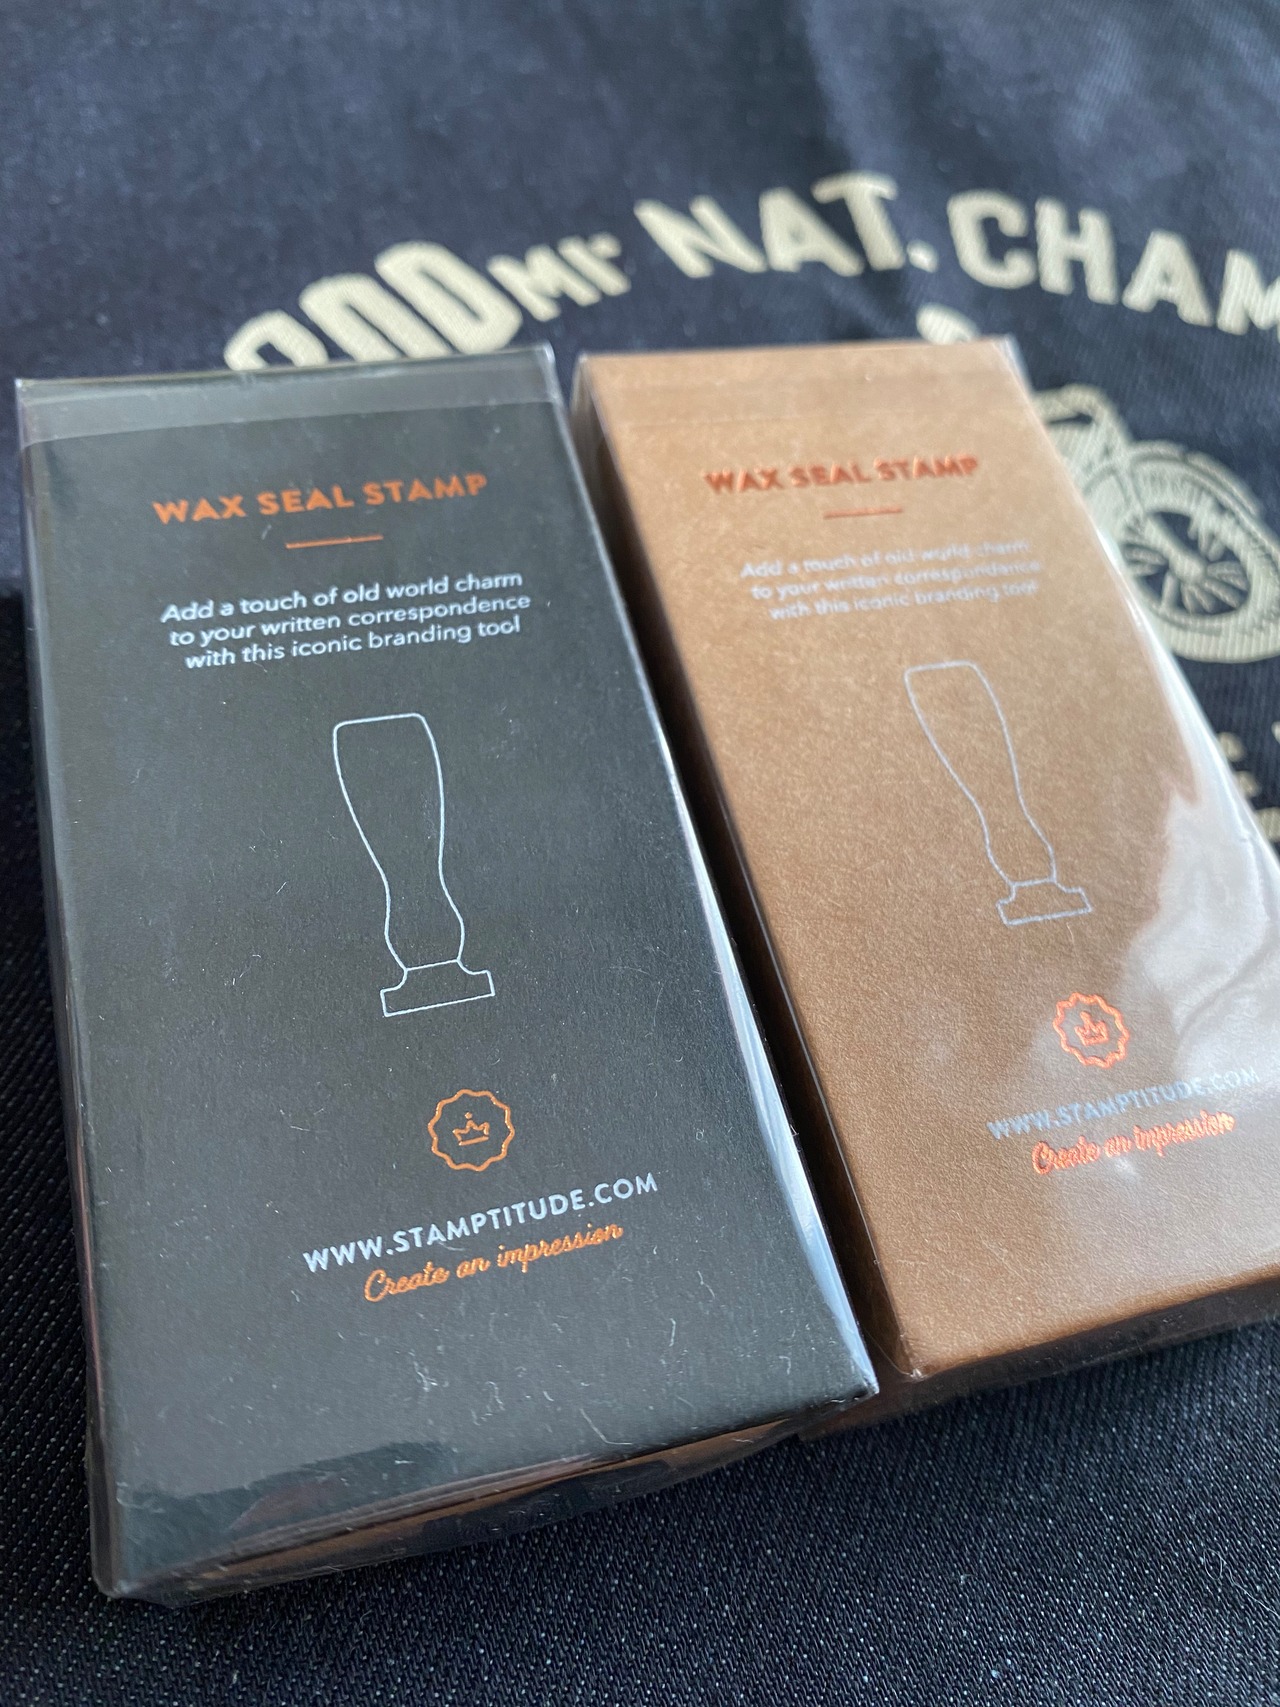 NAT. CHAM
WAX SEAL STAMP
Add a touch of old world charm
to your written correspondence
with this iconic branding tool
WWW.STAMPTITUDE.COM
Create an impression
WAX SEAL STAMP
Add a touch of old world charm
to your written correspondence
with this iconic branding tool
WWW.STAMPTITUDE.COM
Create an impression